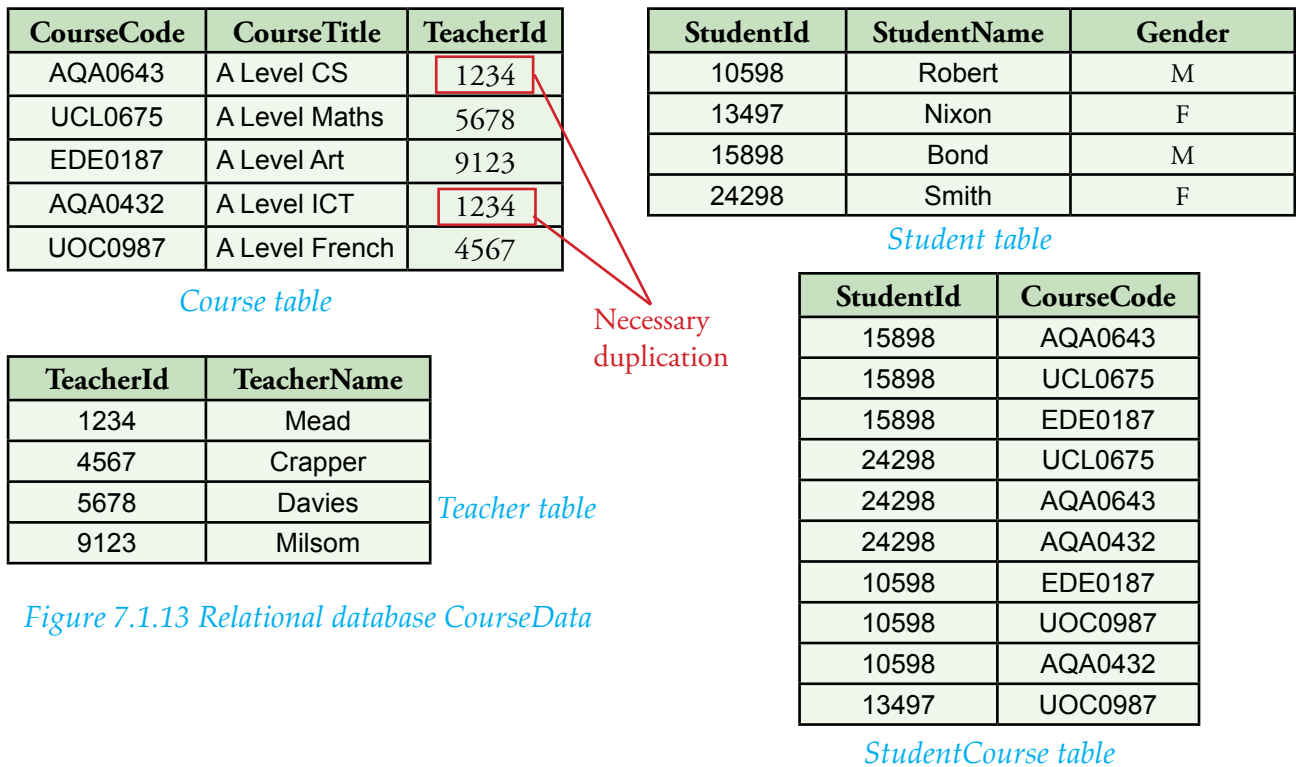 CourseCode CourseTitle TeacherId
AQA0643 A Level CS 1234
UCL0675 A Level Maths 5678
EDE0187 A Level Art 9123
AQA0432 A Level ICT 1234
UOC0987 A Level French 4567
Course table
Necessary
duplication
TeacherId TeacherName
1234 Mead
4567 Crapper
5678 Davies
9123 Milsom
Teacher table
Figure 7.1.13 Relational database CourseData
StudentId StudentName Gender
10598 Robert M
13497 Nixon F
15898 Bond M
24298 Smith F
Student table
StudentId CourseCode
15898 AQA0643
15898 UCL0675
15898 EDE0187
24298 UCL0675
24298 AQA0643
24298 AQA0432
10598 EDE0187
10598 UOC0987
10598 AQA0432
13497 UOC0987
StudentCourse table